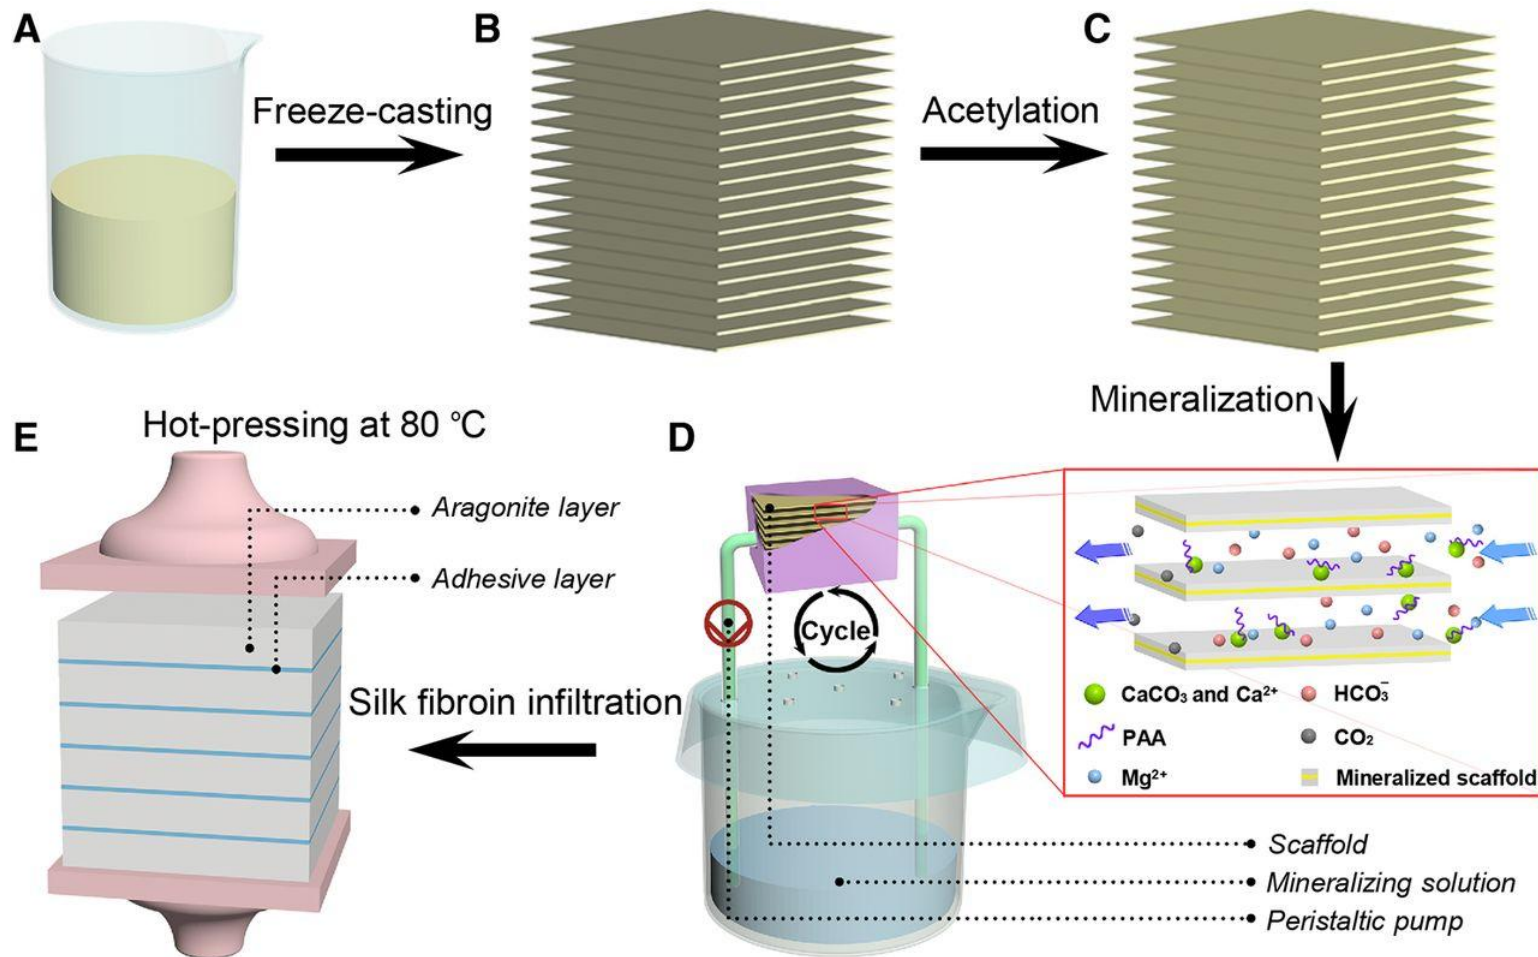 A
Freeze-casting
B
Acetylation
C
Mineralization
D
Cycle
CaCO₃ and Ca²⁺
HCO₃⁻
PAA
CO₂
Mg²⁺
Mineralized scaffold
Scaffold
Mineralizing solution
Peristaltic pump
Silk fibroin infiltration
E
Hot-pressing at 80 °C
Aragonite layer
Adhesive layer